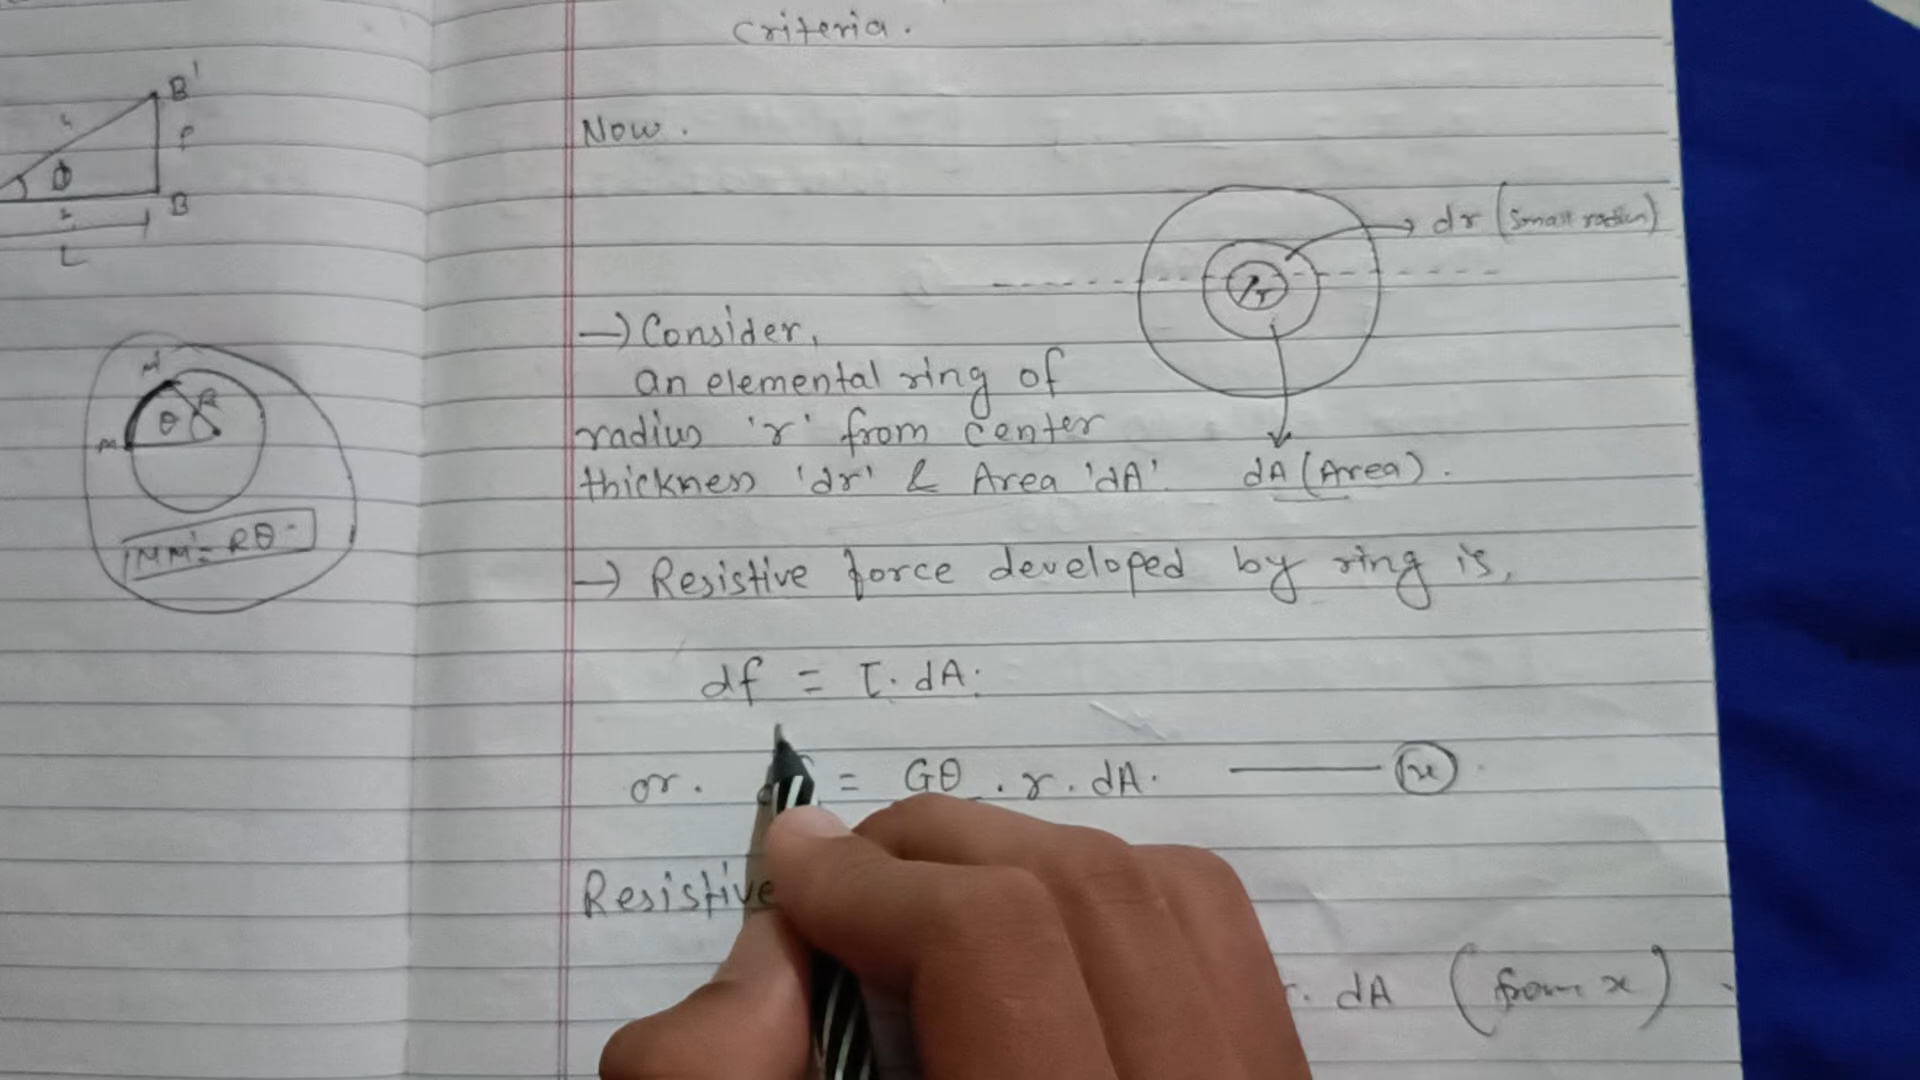 criteria.
B'
Φ
B
L
Now.
dr (small radius)
r
→ Consider,
an elemental ring of
radius 'r' from center
thickness 'dr' & Area 'dA'.
dA (Area).
M'
θ
R
M
MM' = Rθ
→ Resistive force developed by ring is,
df = τ. dA.
or. = Gθ . r. dA. (x)
Resistive
r. dA (from x)